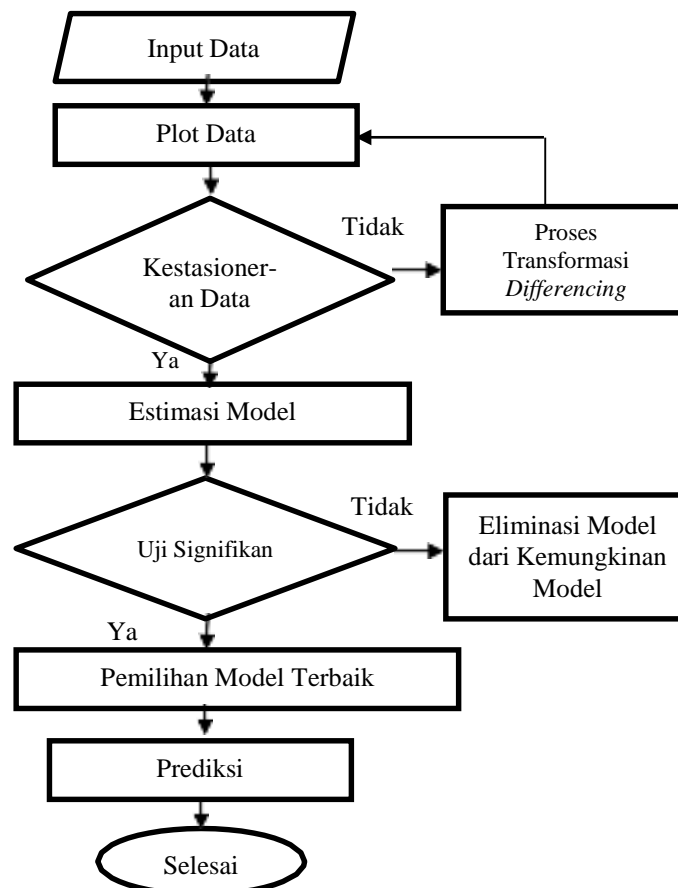 Input Data
Plot Data
Tidak
Kestasioner-
an Data
Proses
Transformasi
Differencing
Ya
Estimasi Model
Tidak
Uji Signifikan
Eliminasi Model
dari Kemungkinan
Model
Ya
Pemilihan Model Terbaik
Prediksi
Selesai